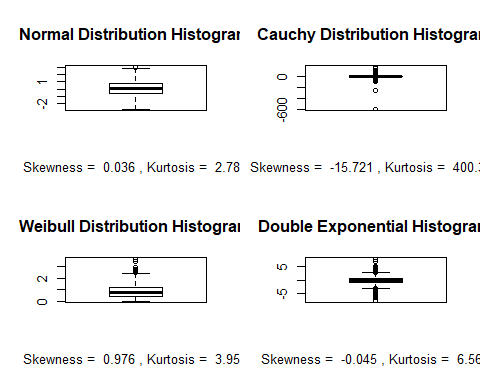 Normal Distribution Histogra
Cauchy Distribution Histogra
1
-2
0
-600
Skewness = 0.036 , Kurtosis = 2.78
Skewness = -15.721 , Kurtosis = 400.
Weibull Distribution Histogra
Double Exponential Histogra
2
0
5
-5
Skewness = 0.976 , Kurtosis = 3.95
Skewness = -0.045 , Kurtosis = 6.56